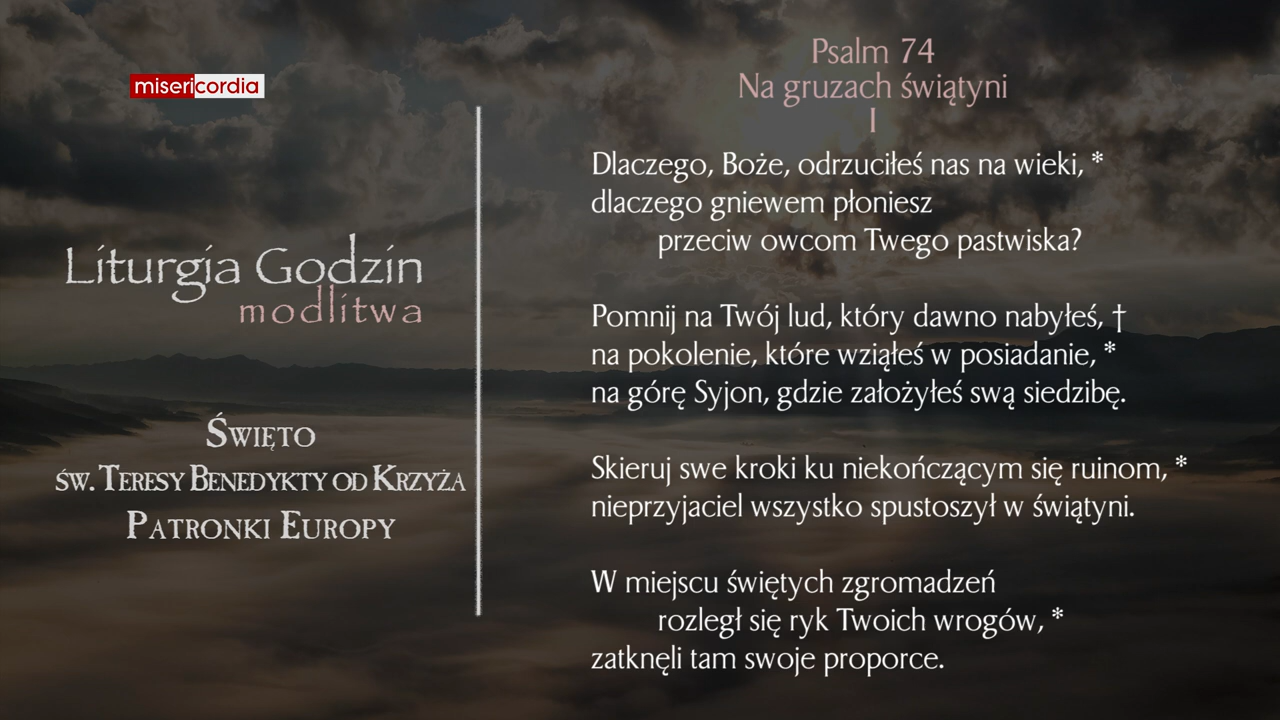 misericordia
Liturgia Godzin
modlitwa
Święto
św. Teresy Benedykty od Krzyża
Patronki Europy
Psalm 74
Na gruzach świątyni
I
Dlaczego, Boże, odrzuciłeś nas na wieki, *
dlaczego gniewem płoniesz
przeciw owcom Twego pastwiska?
Pomnij na Twój lud, który dawno nabyłeś, †
na pokolenie, które wziąłeś w posiadanie, *
na górę Syjon, gdzie założyłeś swą siedzibę.
Skieruj swe kroki ku niekończącym się ruinom, *
nieprzyjaciel wszystko spustoszył w świątyni.
W miejscu świętych zgromadzeń
rozległ się ryk Twoich wrogów, *
zatknęli tam swoje proporce.